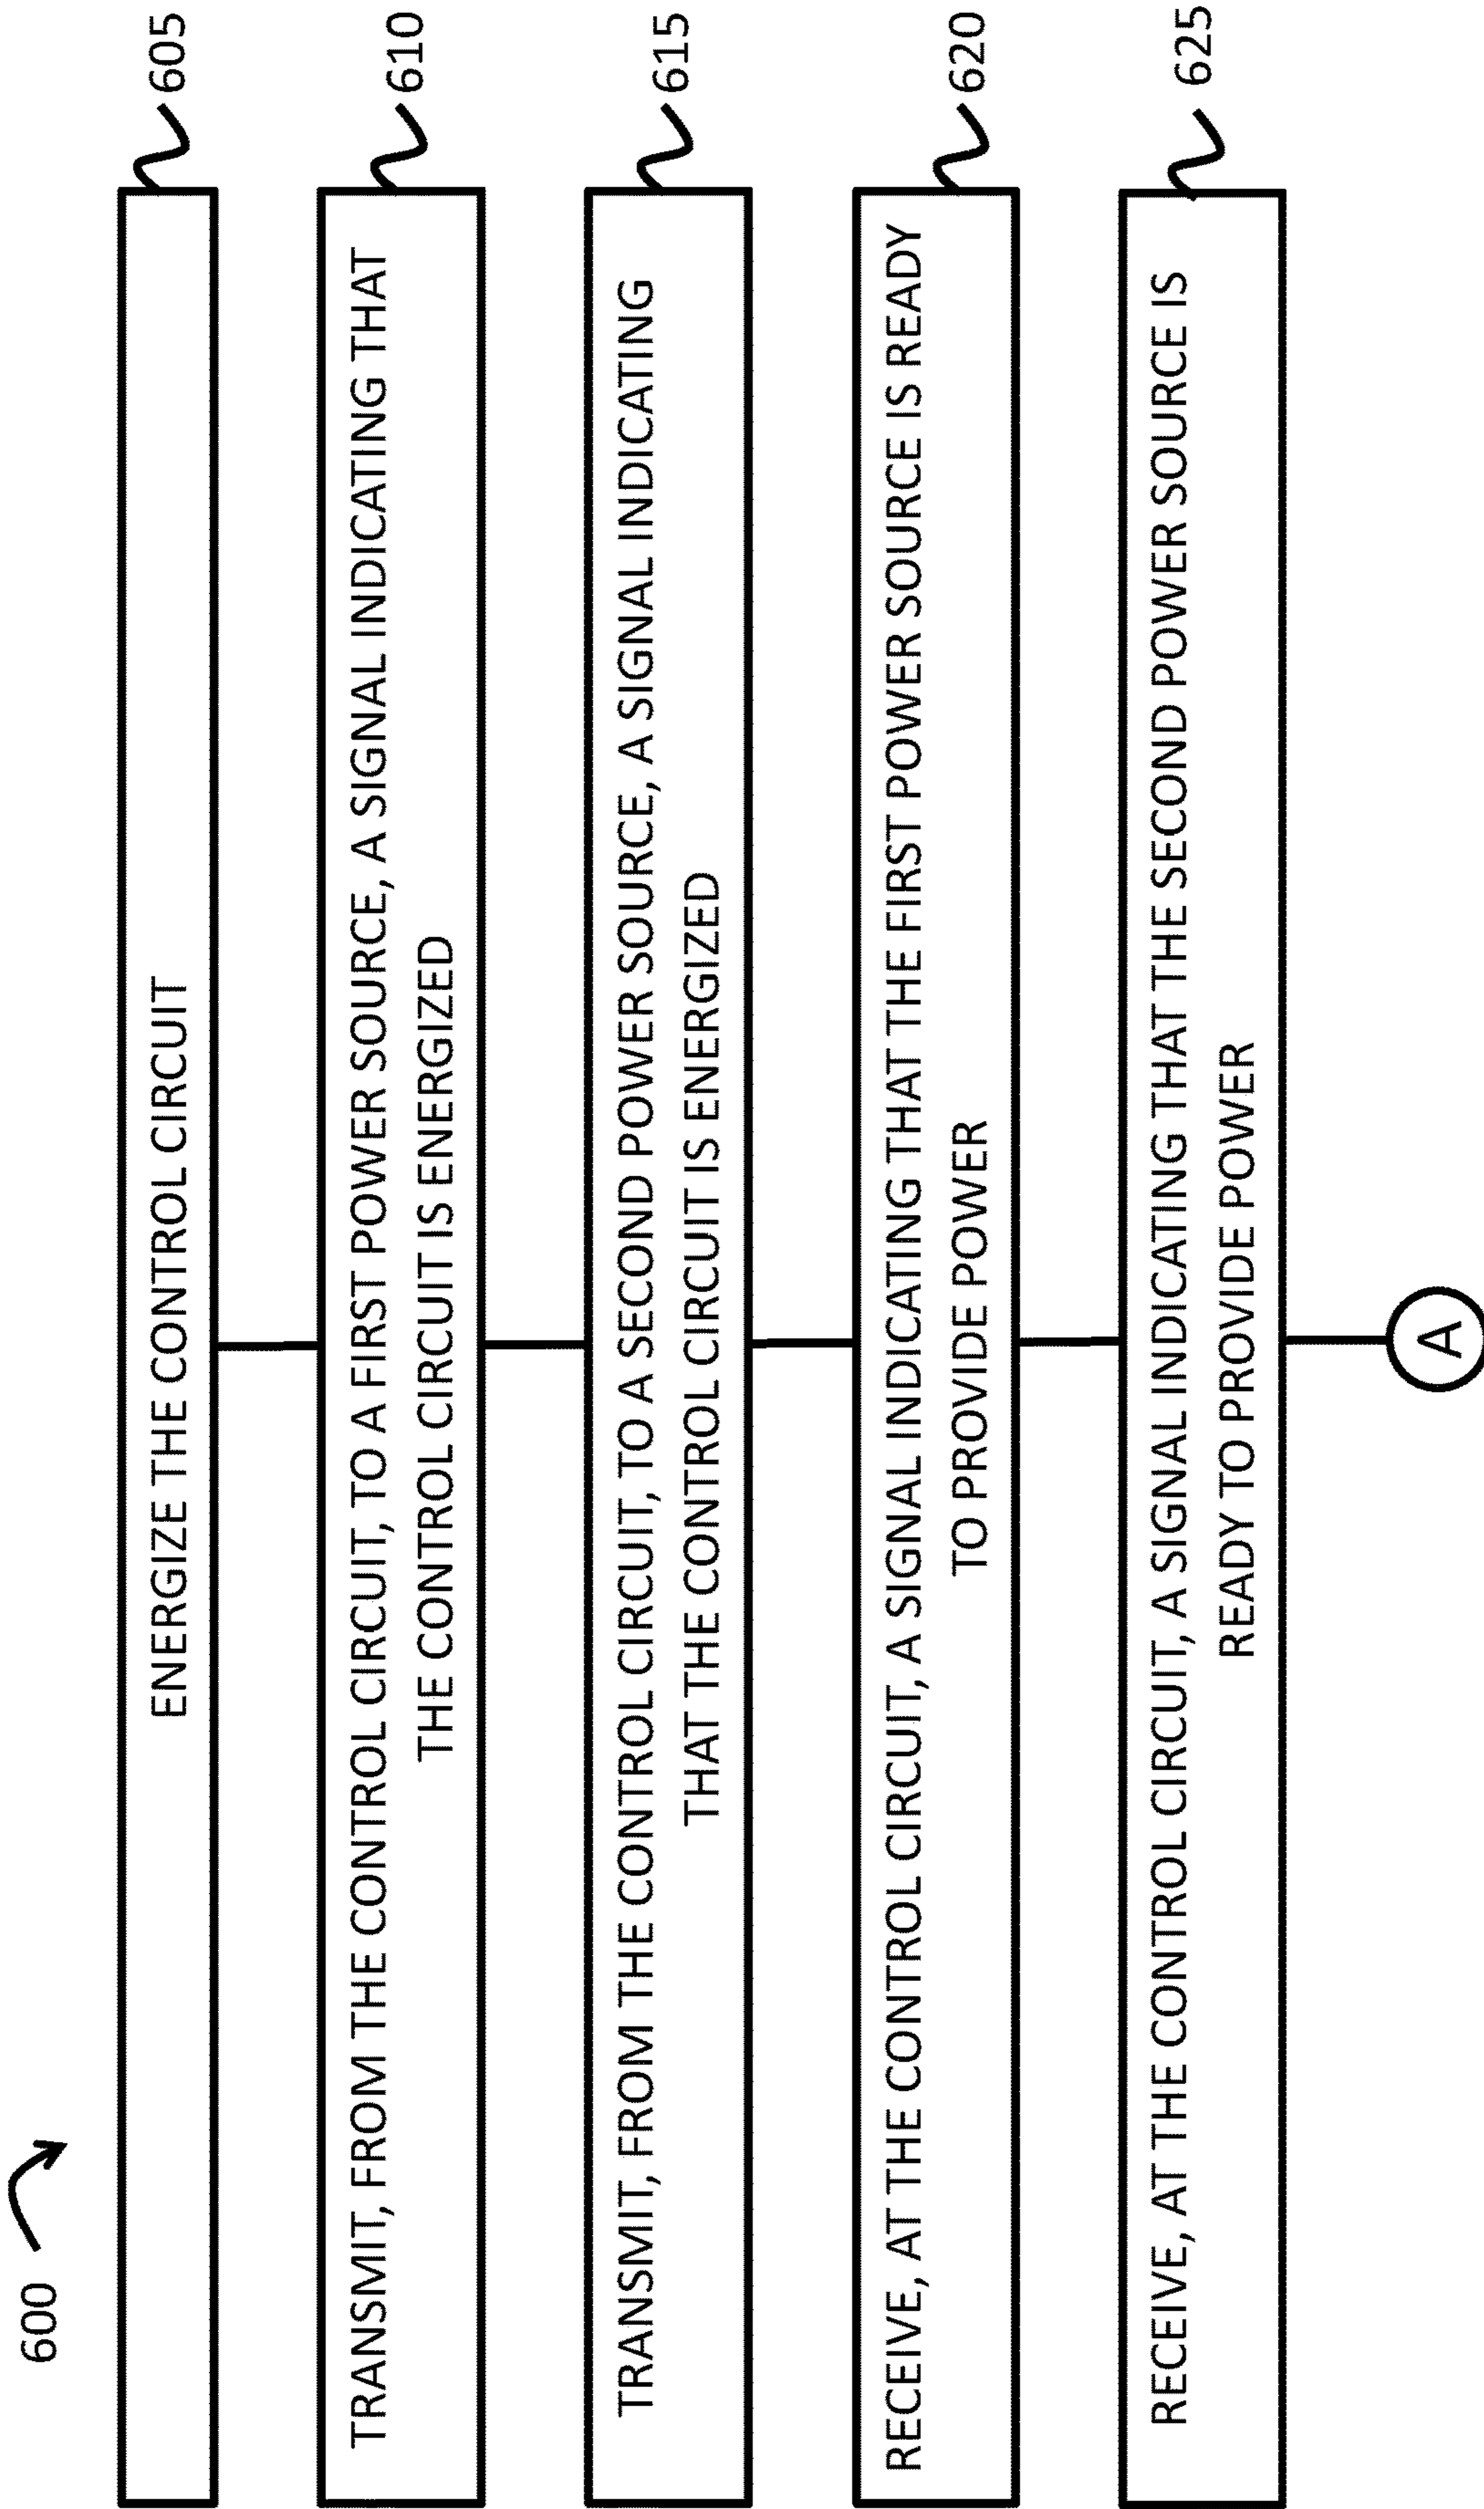 600
ENERGIZE THE CONTROL CIRCUIT
605
TRANSMIT, FROM THE CONTROL CIRCUIT, TO A FIRST POWER SOURCE, A SIGNAL INDICATING THAT
THE CONTROL CIRCUIT IS ENERGIZED
610
TRANSMIT, FROM THE CONTROL CIRCUIT, TO A SECOND POWER SOURCE, A SIGNAL INDICATING
THAT THE CONTROL CIRCUIT IS ENERGIZED
615
RECEIVE, AT THE CONTROL CIRCUIT, A SIGNAL INDICATING THAT THE FIRST POWER SOURCE IS READY
TO PROVIDE POWER
620
RECEIVE, AT THE CONTROL CIRCUIT, A SIGNAL INDICATING THAT THE SECOND POWER SOURCE IS
READY TO PROVIDE POWER
625
A